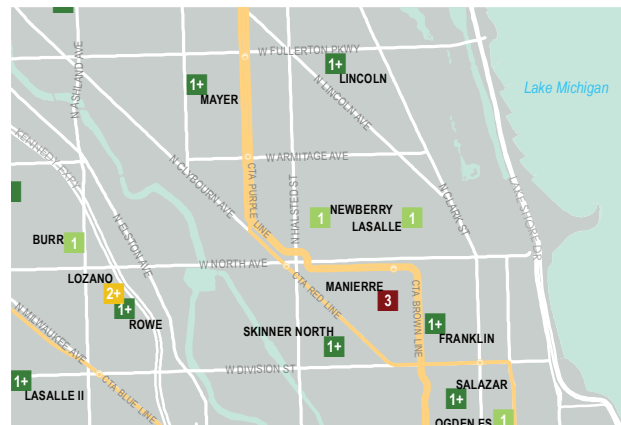 W FULLERTON PKWY
1+
LINCOLN
1+
MAYER
N ASHLAND AVE
N LINCOLN AVE
Lake Michigan
KENNEDY EXPY
N CLYBOURN AVE
W ARMITAGE AVE
CTA PURPLE LINE
N HALSTED ST
N CLARK ST
LAKE SHORE DR
1
NEWBERRY
LASALLE
1
BURR
1
N ELSTON AVE
W NORTH AVE
LOZANO
2+
1+
ROWE
MANIERRE
3
CTA RED LINE
CTA BROWN LINE
N MILWAUKEE AVE
SKINNER NORTH
1+
1+
FRANKLIN
W DIVISION ST
1+
LASALLE II
CTA BLUE LINE
SALAZAR
1+
OGDEN ES
1